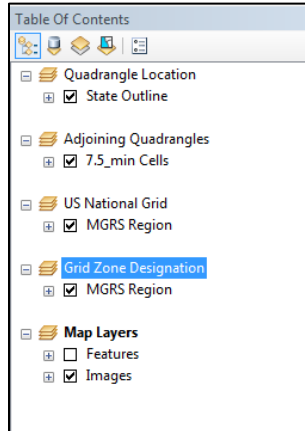 Table Of Contents
Quadrangle Location
State Outline
Adjoining Quadrangles
7.5_min Cells
US National Grid
MGRS Region
Grid Zone Designation
MGRS Region
Map Layers
Features
Images